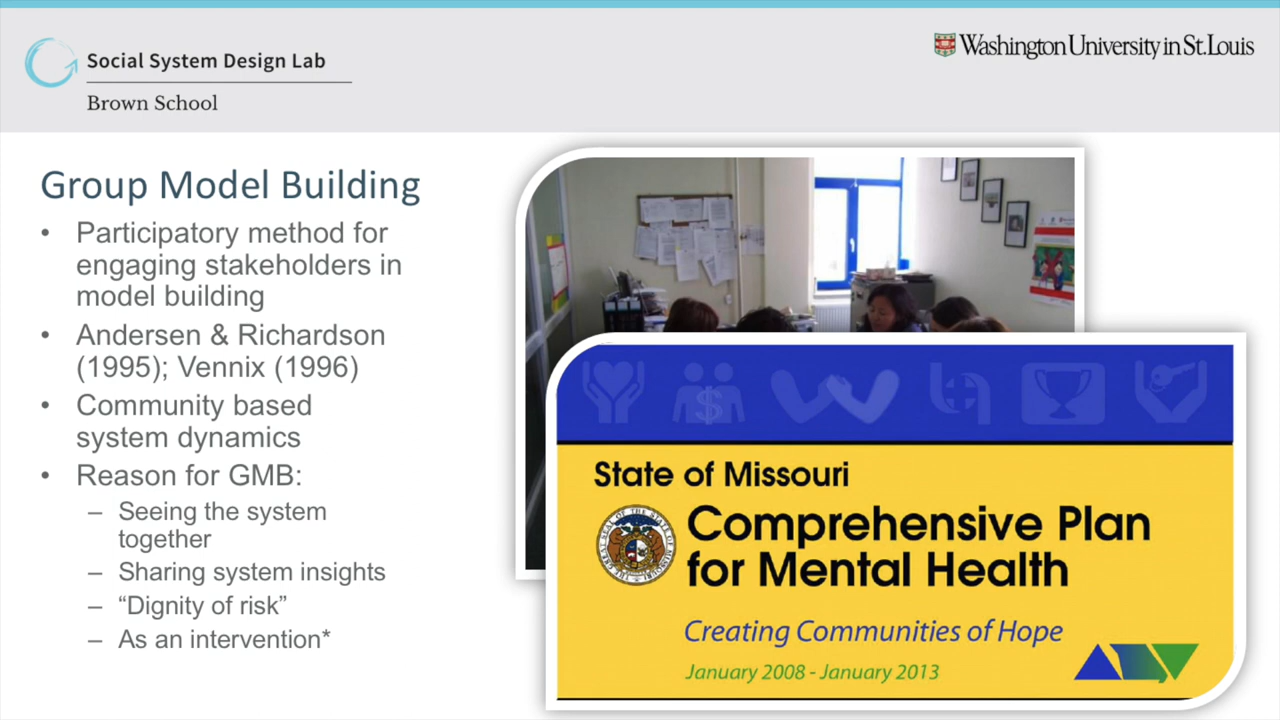 Social System Design Lab
Brown School
Washington University in St. Louis
Group Model Building
• Participatory method for
engaging stakeholders in
model building
• Andersen & Richardson
(1995); Vennix (1996)
• Community based
system dynamics
• Reason for GMB:
– Seeing the system
together
– Sharing system insights
– “Dignity of risk”
– As an intervention*
State of Missouri
Comprehensive Plan
for Mental Health
Creating Communities of Hope
January 2008 - January 2013